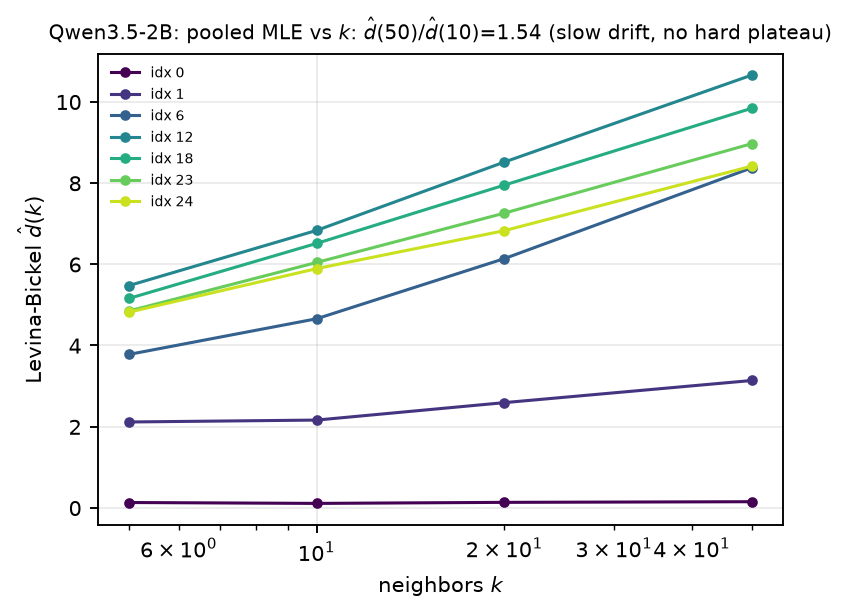 Qwen3.5-2B: pooled MLE vs k: d̂(50)/d̂(10)=1.54 (slow drift, no hard plateau)
idx 0
idx 1
idx 6
idx 12
idx 18
idx 23
idx 24
10
8
6
4
2
0
Levina-Bickel d̂(k)
6 × 10⁰
10¹
2 × 10¹
3 × 10¹
4 × 10¹
neighbors k